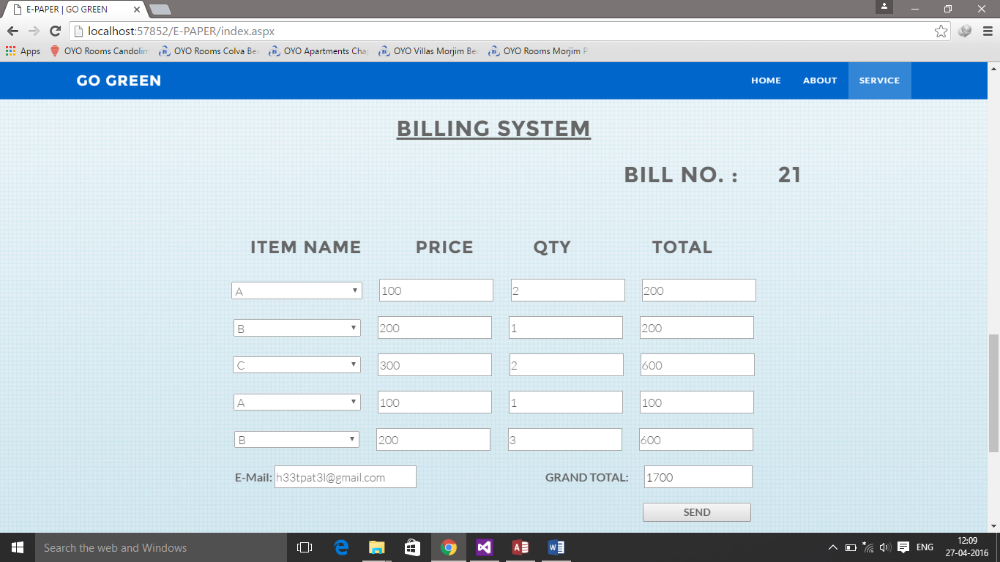 E-PAPER | GO GREEN
localhost:57852/E-PAPER/index.aspx
Apps OYO Rooms Candolim OYO Rooms Colva Bea OYO Apartments Cha OYO Villas Morjim Be OYO Rooms Morjim P
GO GREEN HOME ABOUT SERVICE
BILLING SYSTEM
BILL NO. : 21
ITEM NAME PRICE QTY TOTAL
A 100 2 200
B 200 1 200
C 300 2 600
A 100 1 100
B 200 3 600
E-Mail: h33tpat3l@gmail.com GRAND TOTAL: 1700
SEND
Search the web and Windows ENG 12:09
27-04-2016